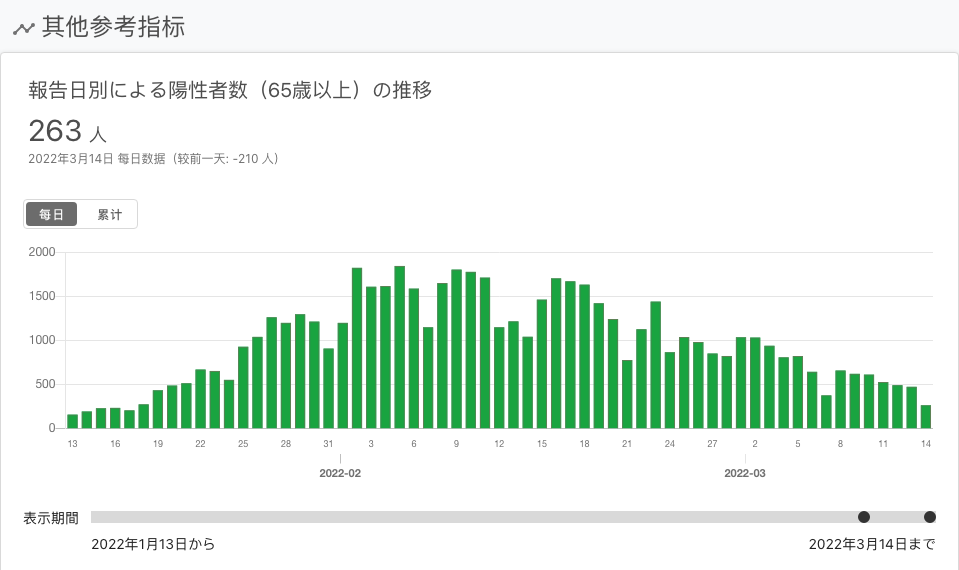 其他参考指标
報告日別による陽性者数（65歳以上）の推移
263 人
2022年3月14日 每日数据（较前一天: -210 人）
每日 累计
2000
1500
1000
500
0
13 16 19 22 25 28 31 3 6 9 12 15 18 21 24 27 2 5 8 11 14
2022-02 2022-03
表示期間
2022年1月13日から 2022年3月14日まで